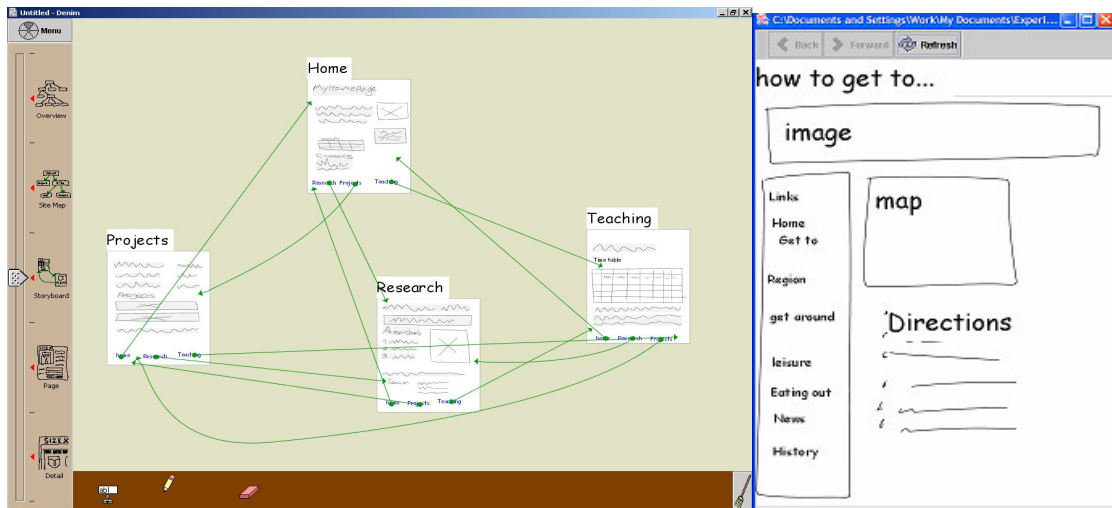 Untitled - Denim
Menu
Overview
Site Map
Storyboard
Page
SIZEX
Detail
Home
MyHomePage
Research Projects Teaching
Projects
home Research Teaching
Research
home Projects Teaching
Teaching
Time table
home Research Projects
abl
C:\Documents and Settings\Work\My Documents\Experi...
Back Forward Refresh
how to get to...
image
Links
Home
Get to
Region
get around
leisure
Eating out
News
History
map
Directions